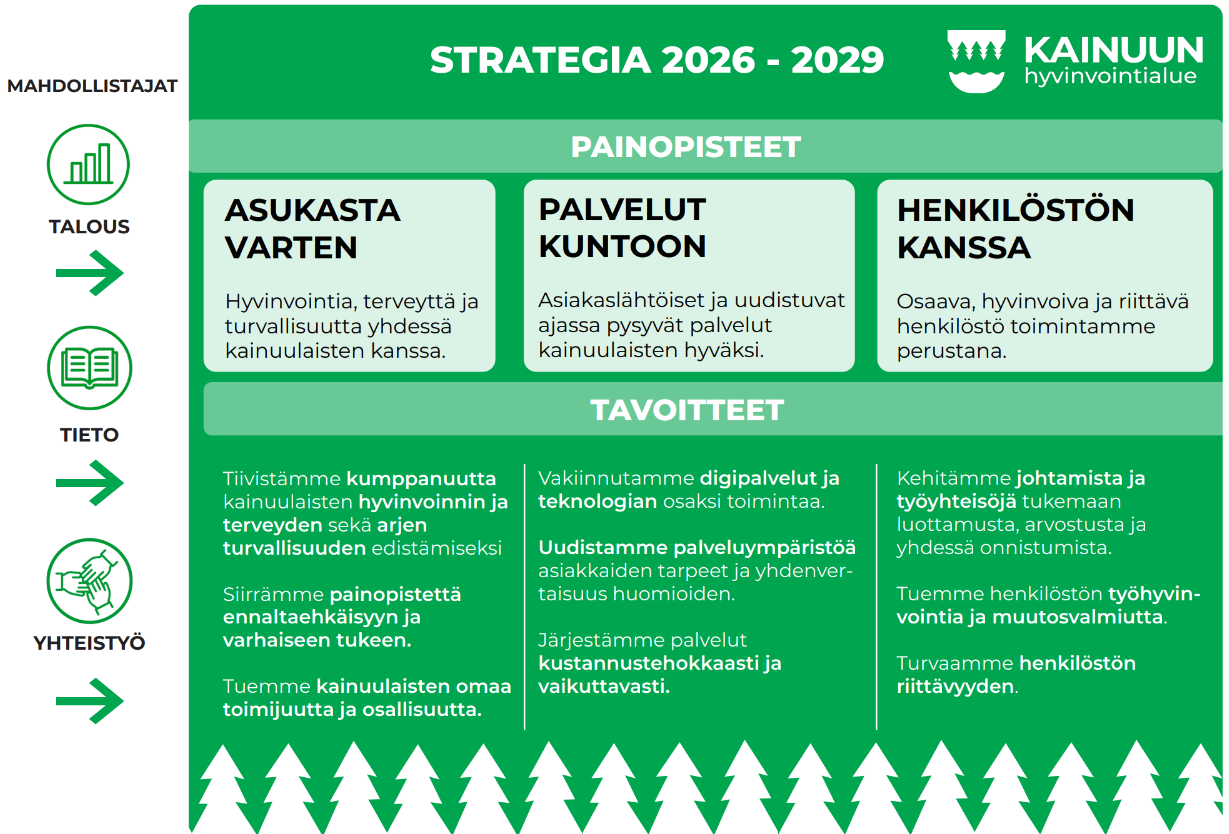 MAHDOLLISTAJAT
TALOUS
TIETO
YHTEISTYÖ
STRATEGIA 2026 - 2029
KAINUUN
hyvinvointialue
PAINOPISTEET
ASUKASTA
VARTEN
Hyvinvointia, terveyttä ja
turvallisuutta yhdessä
kainuulaisten kanssa.
PALVELUT
KUNTOON
Asiakaslähtöiset ja uudistuvat
ajassa pysyvät palvelut
kainuulaisten hyväksi.
HENKILÖSTÖN
KANSSA
Osaava, hyvinvoiva ja riittävä
henkilöstö toimintamme
perustana.
TAVOITTEET
Tiivistämme kumppanuutta
kainuulaisten hyvinvoinnin ja
terveyden sekä arjen
turvallisuuden edistämiseksi
Siirrämme painopistettä
ennaltaehkäisyyn ja
varhaiseen tukeen.
Tuemme kainuulaisten omaa
toimijuutta ja osallisuutta.
Vakiinnutamme digipalvelut ja
teknologian osaksi toimintaa.
Uudistamme palveluympäristöä
asiakkaiden tarpeet ja yhdenver-
taisuus huomioiden.
Järjestämme palvelut
kustannustehokkaasti ja
vaikuttavasti.
Kehitämme johtamista ja
työyhteisöjä tukemaan
luottamusta, arvostusta ja
yhdessä onnistumista.
Tuemme henkilöstön työhyvin-
vointia ja muutosvalmiutta.
Turvaamme henkilöstön
riittävyyden.